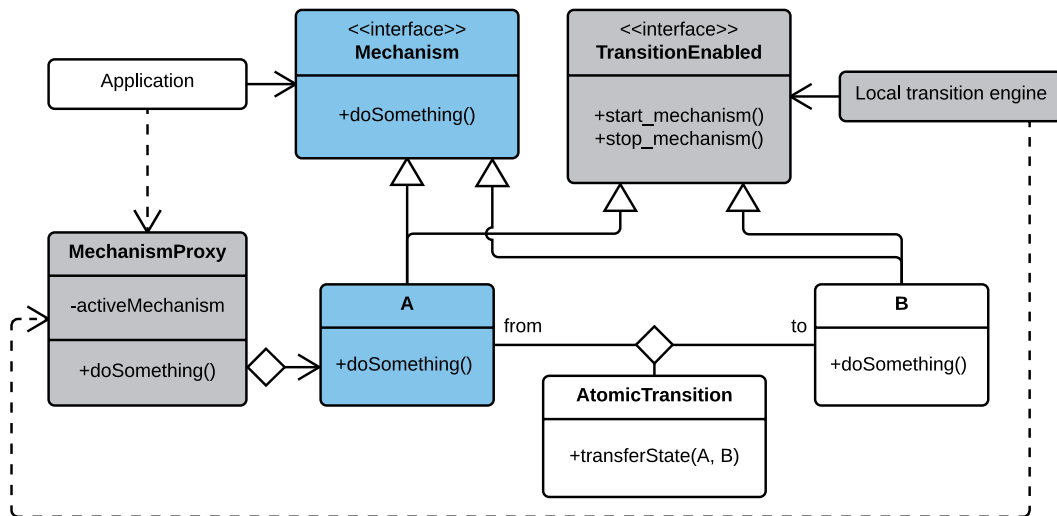 <<interface>>
Mechanism
+doSomething()
<<interface>>
TransitionEnabled
+start_mechanism()
+stop_mechanism()
Application
Local transition engine
MechanismProxy
-activeMechanism
+doSomething()
A
+doSomething()
from
to
B
+doSomething()
AtomicTransition
+transferState(A, B)